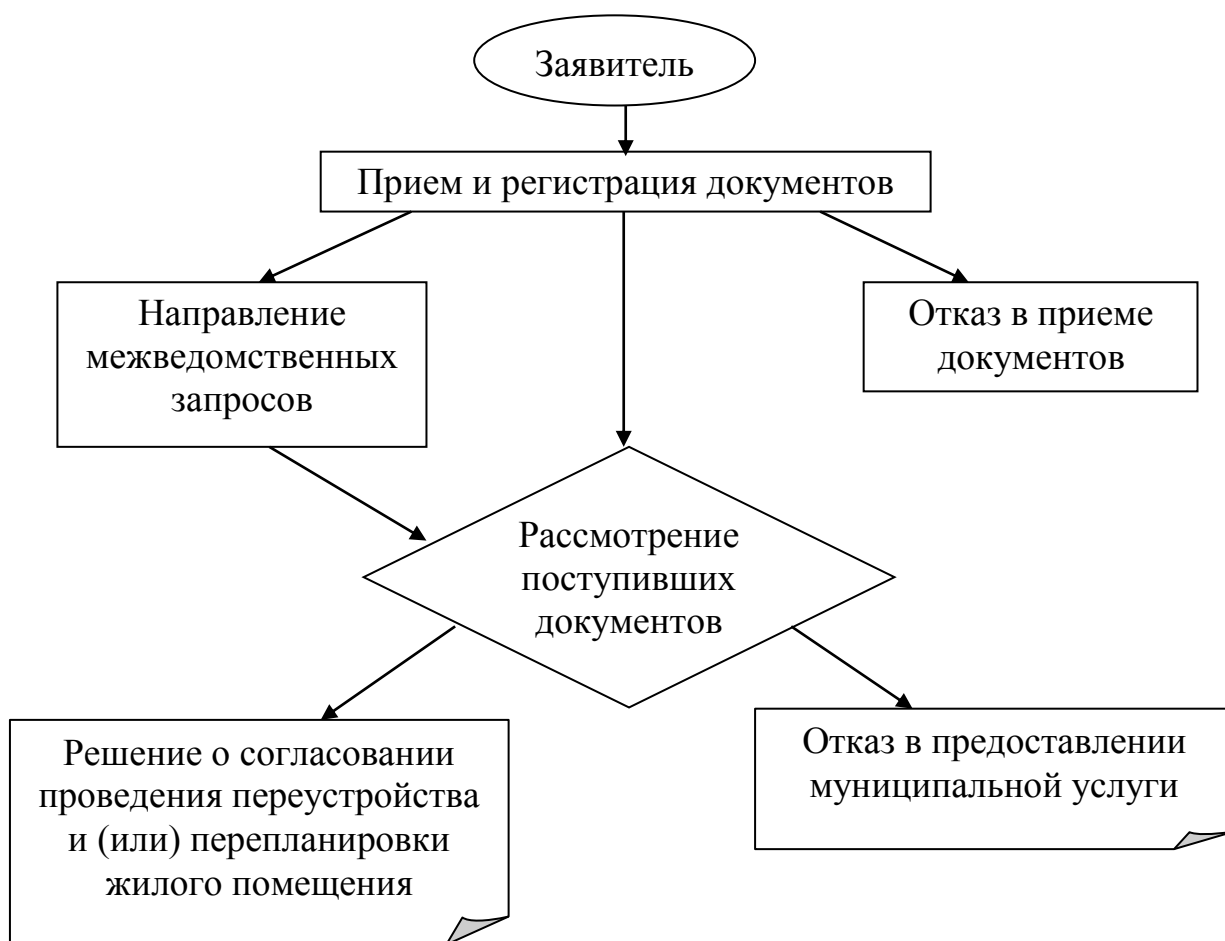 Заявитель
Прием и регистрация документов
Направление
межведомственных
запросов
Отказ в приеме
документов
Рассмотрение
поступивших
документов
Решение о согласовании
проведения переустройства
и (или) перепланировки
жилого помещения
Отказ в предоставлении
муниципальной услуги